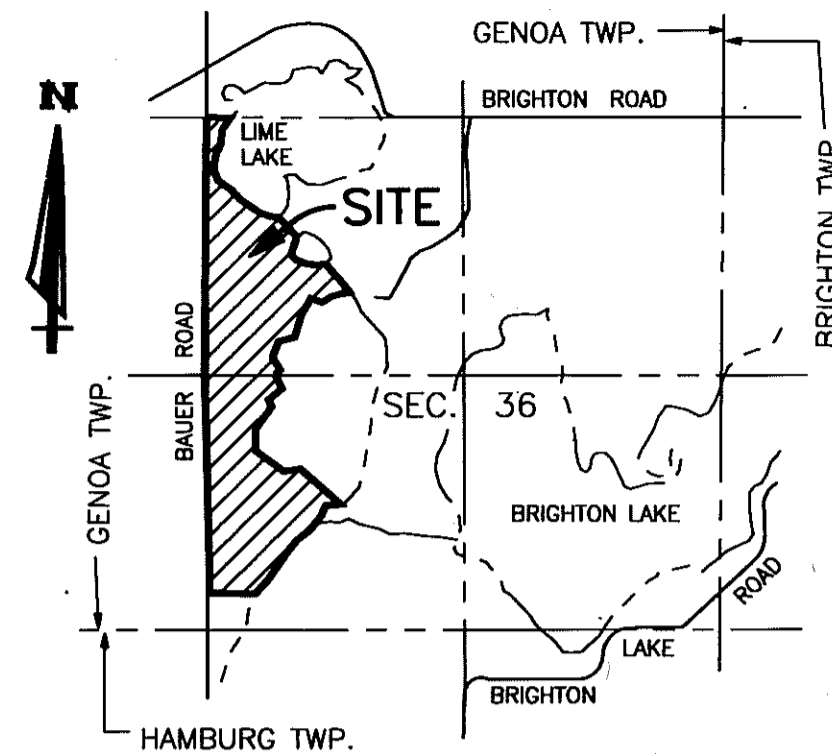 GENOA TWP.
N
BRIGHTON ROAD
LIME
LAKE
BRIGHTON TWP.
SITE
BAUER ROAD
GENOA TWP.
SEC. 36
BRIGHTON LAKE
ROAD
LAKE
BRIGHTON
HAMBURG TWP.